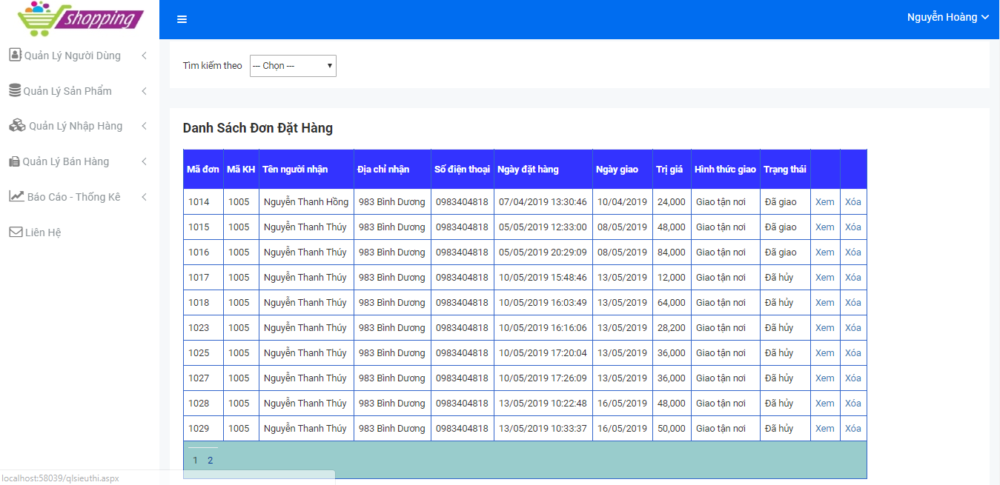 shopping
Nguyễn Hoàng
Quản Lý Người Dùng
Quản Lý Sản Phẩm
Quản Lý Nhập Hàng
Quản Lý Bán Hàng
Báo Cáo - Thống Kê
Liên Hệ
Tìm kiếm theo --- Chọn ---
Danh Sách Đơn Đặt Hàng
Mã đơn Mã KH Tên người nhận Địa chỉ nhận Số điện thoại Ngày đặt hàng Ngày giao Trị giá Hình thức giao Trạng thái
1014 1005 Nguyễn Thanh Hồng 983 Bình Dương 0983404818 07/04/2019 13:30:46 10/04/2019 24,000 Giao tận nơi Đã giao Xem Xóa
1015 1005 Nguyễn Thanh Thúy 983 Bình Dương 0983404818 05/05/2019 12:33:00 08/05/2019 48,000 Giao tận nơi Đã giao Xem Xóa
1016 1005 Nguyễn Thanh Thúy 983 Bình Dương 0983404818 05/05/2019 20:29:09 08/05/2019 84,000 Giao tận nơi Đã giao Xem Xóa
1017 1005 Nguyễn Thanh Thúy 983 Bình Dương 0983404818 10/05/2019 15:48:46 13/05/2019 12,000 Giao tận nơi Đã hủy Xem Xóa
1018 1005 Nguyễn Thanh Thúy 983 Bình Dương 0983404818 10/05/2019 16:03:49 13/05/2019 64,000 Giao tận nơi Đã hủy Xem Xóa
1023 1005 Nguyễn Thanh Thúy 983 Bình Dương 0983404818 10/05/2019 16:16:06 13/05/2019 28,200 Giao tận nơi Đã hủy Xem Xóa
1025 1005 Nguyễn Thanh Thúy 983 Bình Dương 0983404818 10/05/2019 17:20:04 13/05/2019 36,000 Giao tận nơi Đã hủy Xem Xóa
1027 1005 Nguyễn Thanh Thúy 983 Bình Dương 0983404818 10/05/2019 17:26:09 13/05/2019 36,000 Giao tận nơi Đã hủy Xem Xóa
1028 1005 Nguyễn Thanh Thúy 983 Bình Dương 0983404818 13/05/2019 10:22:48 16/05/2019 48,000 Giao tận nơi Đã hủy Xem Xóa
1029 1005 Nguyễn Thanh Thúy 983 Bình Dương 0983404818 13/05/2019 10:33:37 16/05/2019 50,000 Giao tận nơi Đã hủy Xem Xóa
1 2
localhost:58039/qlsieuthi.aspx